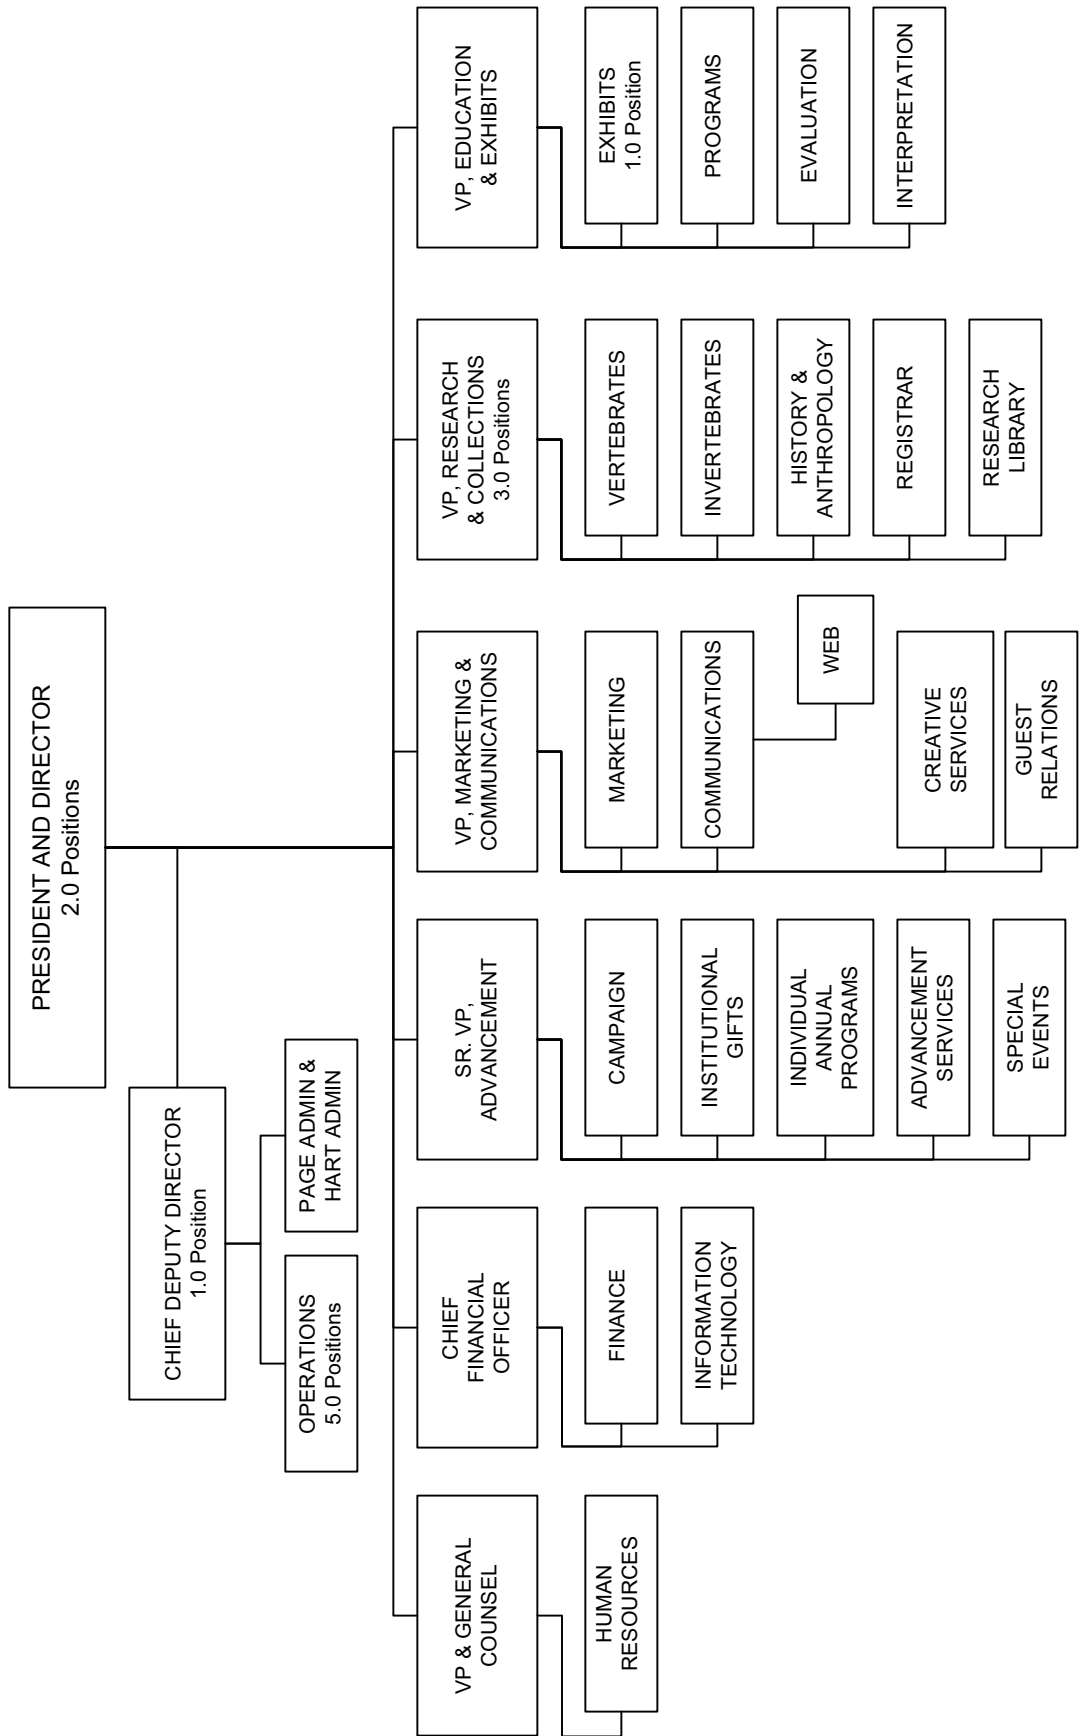 PRESIDENT AND DIRECTOR
2.0 Positions
CHIEF DEPUTY DIRECTOR
1.0 Position
OPERATIONS
5.0 Positions
PAGE ADMIN &
HART ADMIN
VP & GENERAL
COUNSEL
HUMAN
RESOURCES
CHIEF
FINANCIAL
OFFICER
FINANCE
INFORMATION
TECHNOLOGY
SR. VP,
ADVANCEMENT
CAMPAIGN
INSTITUTIONAL
GIFTS
INDIVIDUAL
ANNUAL
PROGRAMS
ADVANCEMENT
SERVICES
SPECIAL
EVENTS
VP, MARKETING &
COMMUNICATIONS
MARKETING
COMMUNICATIONS
WEB
CREATIVE
SERVICES
GUEST
RELATIONS
VP, RESEARCH
& COLLECTIONS
3.0 Positions
VERTEBRATES
INVERTEBRATES
HISTORY &
ANTHROPOLOGY
REGISTRAR
RESEARCH
LIBRARY
VP, EDUCATION
& EXHIBITS
EXHIBITS
1.0 Position
PROGRAMS
EVALUATION
INTERPRETATION